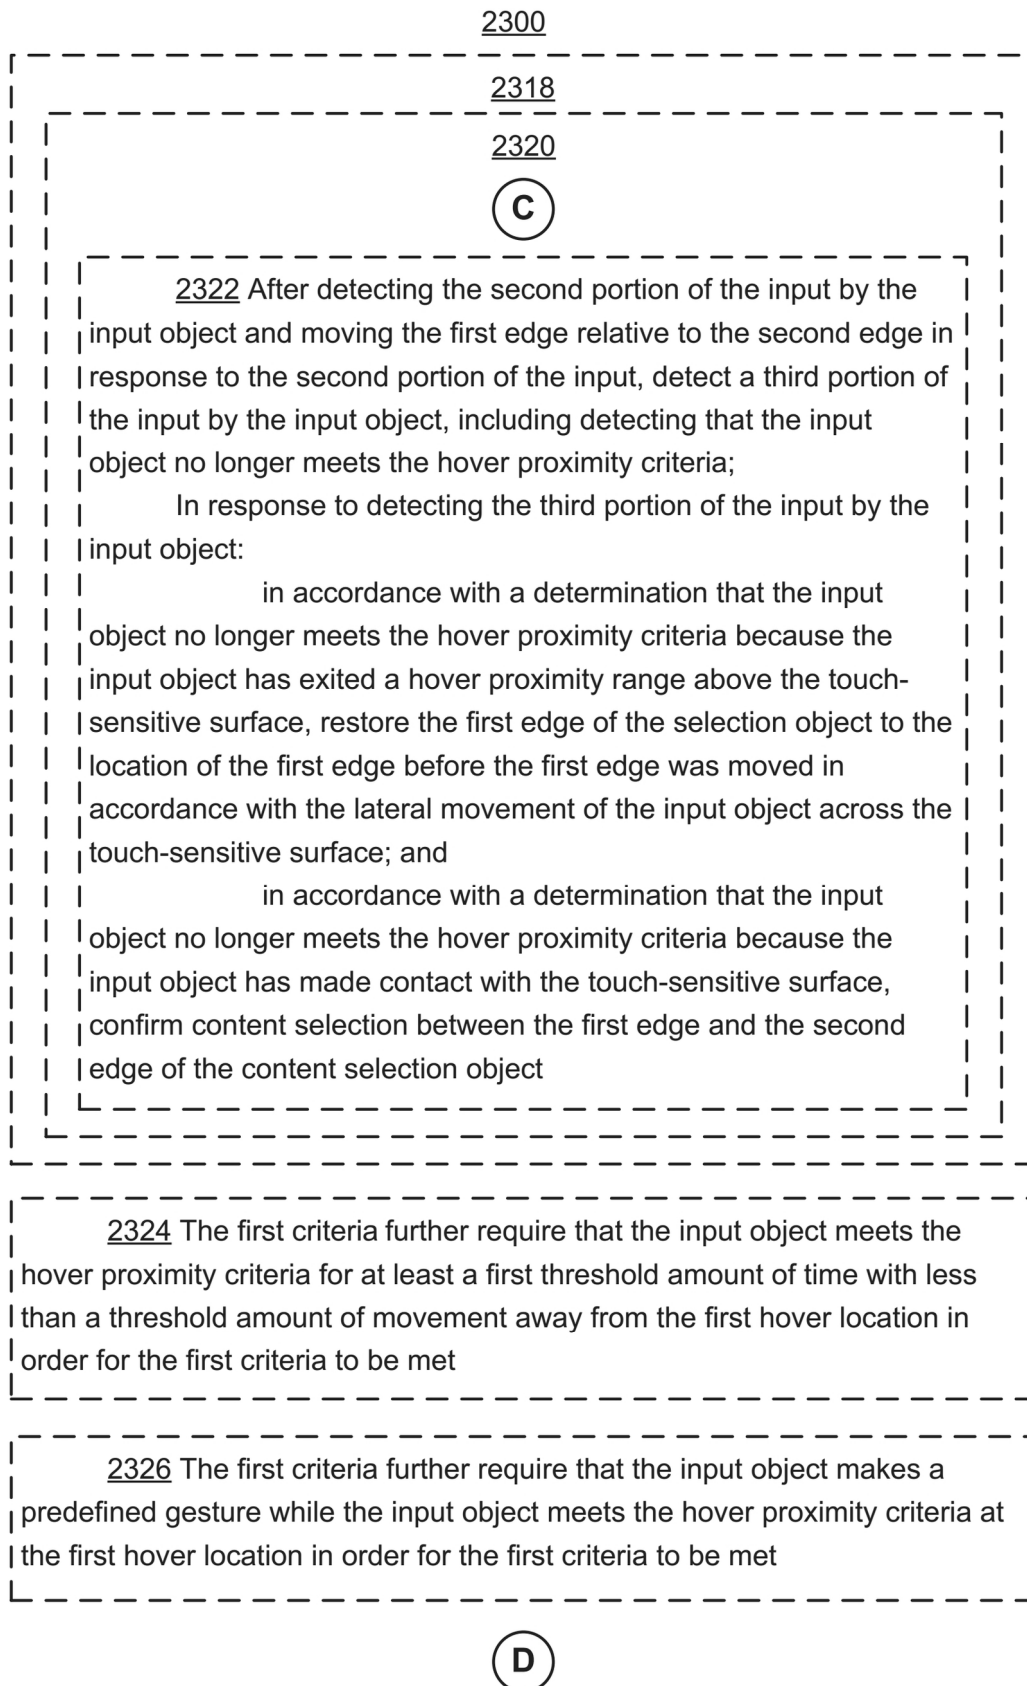 2300
2318
2320
C
2322 After detecting the second portion of the input by the
input object and moving the first edge relative to the second edge in
response to the second portion of the input, detect a third portion of
the input by the input object, including detecting that the input
object no longer meets the hover proximity criteria;
In response to detecting the third portion of the input by the
input object:
in accordance with a determination that the input
object no longer meets the hover proximity criteria because the
input object has exited a hover proximity range above the touch-
sensitive surface, restore the first edge of the selection object to the
location of the first edge before the first edge was moved in
accordance with the lateral movement of the input object across the
touch-sensitive surface; and
in accordance with a determination that the input
object no longer meets the hover proximity criteria because the
input object has made contact with the touch-sensitive surface,
confirm content selection between the first edge and the second
edge of the content selection object
2324 The first criteria further require that the input object meets the
hover proximity criteria for at least a first threshold amount of time with less
than a threshold amount of movement away from the first hover location in
order for the first criteria to be met
2326 The first criteria further require that the input object makes a
predefined gesture while the input object meets the hover proximity criteria at
the first hover location in order for the first criteria to be met
D